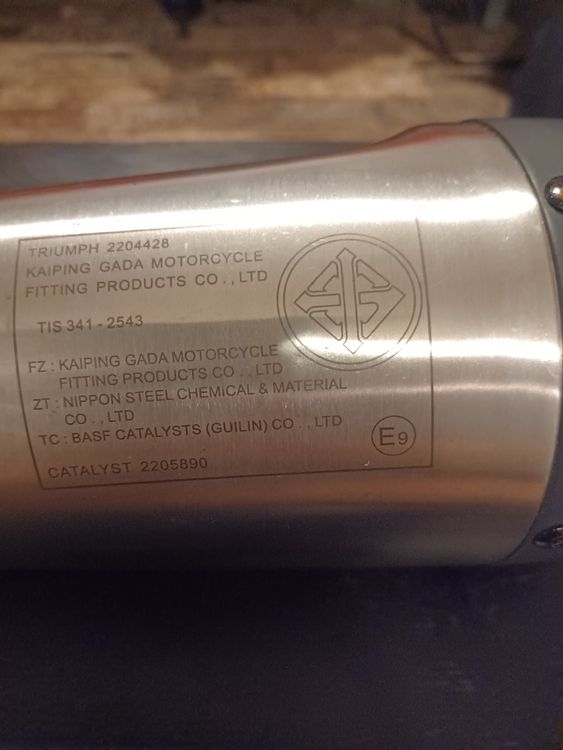 TRIUMPH 2204428
KAIPING GADA MOTORCYCLE
FITTING PRODUCTS CO . , LTD
TIS 341 - 2543
FZ : KAIPING GADA MOTORCYCLE
FITTING PRODUCTS CO . , LTD
ZT : NIPPON STEEL CHEMICAL & MATERIAL
CO . , LTD
TC : BASF CATALYSTS (GUILIN) CO . , LTD
E9
CATALYST 2205890